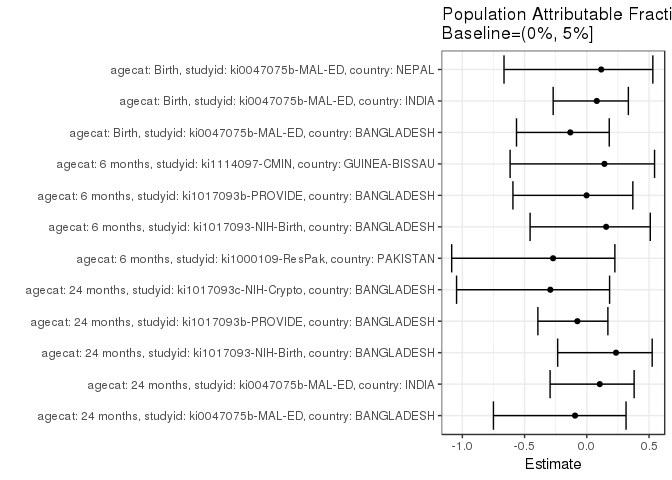 Population Attributable Fracti
Baseline=(0%, 5%]
agecat: Birth, studyid: ki0047075b-MAL-ED, country: NEPAL
agecat: Birth, studyid: ki0047075b-MAL-ED, country: INDIA
agecat: Birth, studyid: ki0047075b-MAL-ED, country: BANGLADESH
agecat: 6 months, studyid: ki1114097-CMIN, country: GUINEA-BISSAU
agecat: 6 months, studyid: ki1017093b-PROVIDE, country: BANGLADESH
agecat: 6 months, studyid: ki1017093-NIH-Birth, country: BANGLADESH
agecat: 6 months, studyid: ki1000109-ResPak, country: PAKISTAN
agecat: 24 months, studyid: ki1017093c-NIH-Crypto, country: BANGLADESH
agecat: 24 months, studyid: ki1017093b-PROVIDE, country: BANGLADESH
agecat: 24 months, studyid: ki1017093-NIH-Birth, country: BANGLADESH
agecat: 24 months, studyid: ki0047075b-MAL-ED, country: INDIA
agecat: 24 months, studyid: ki0047075b-MAL-ED, country: BANGLADESH
-1.0 -0.5 0.0 0.5
Estimate